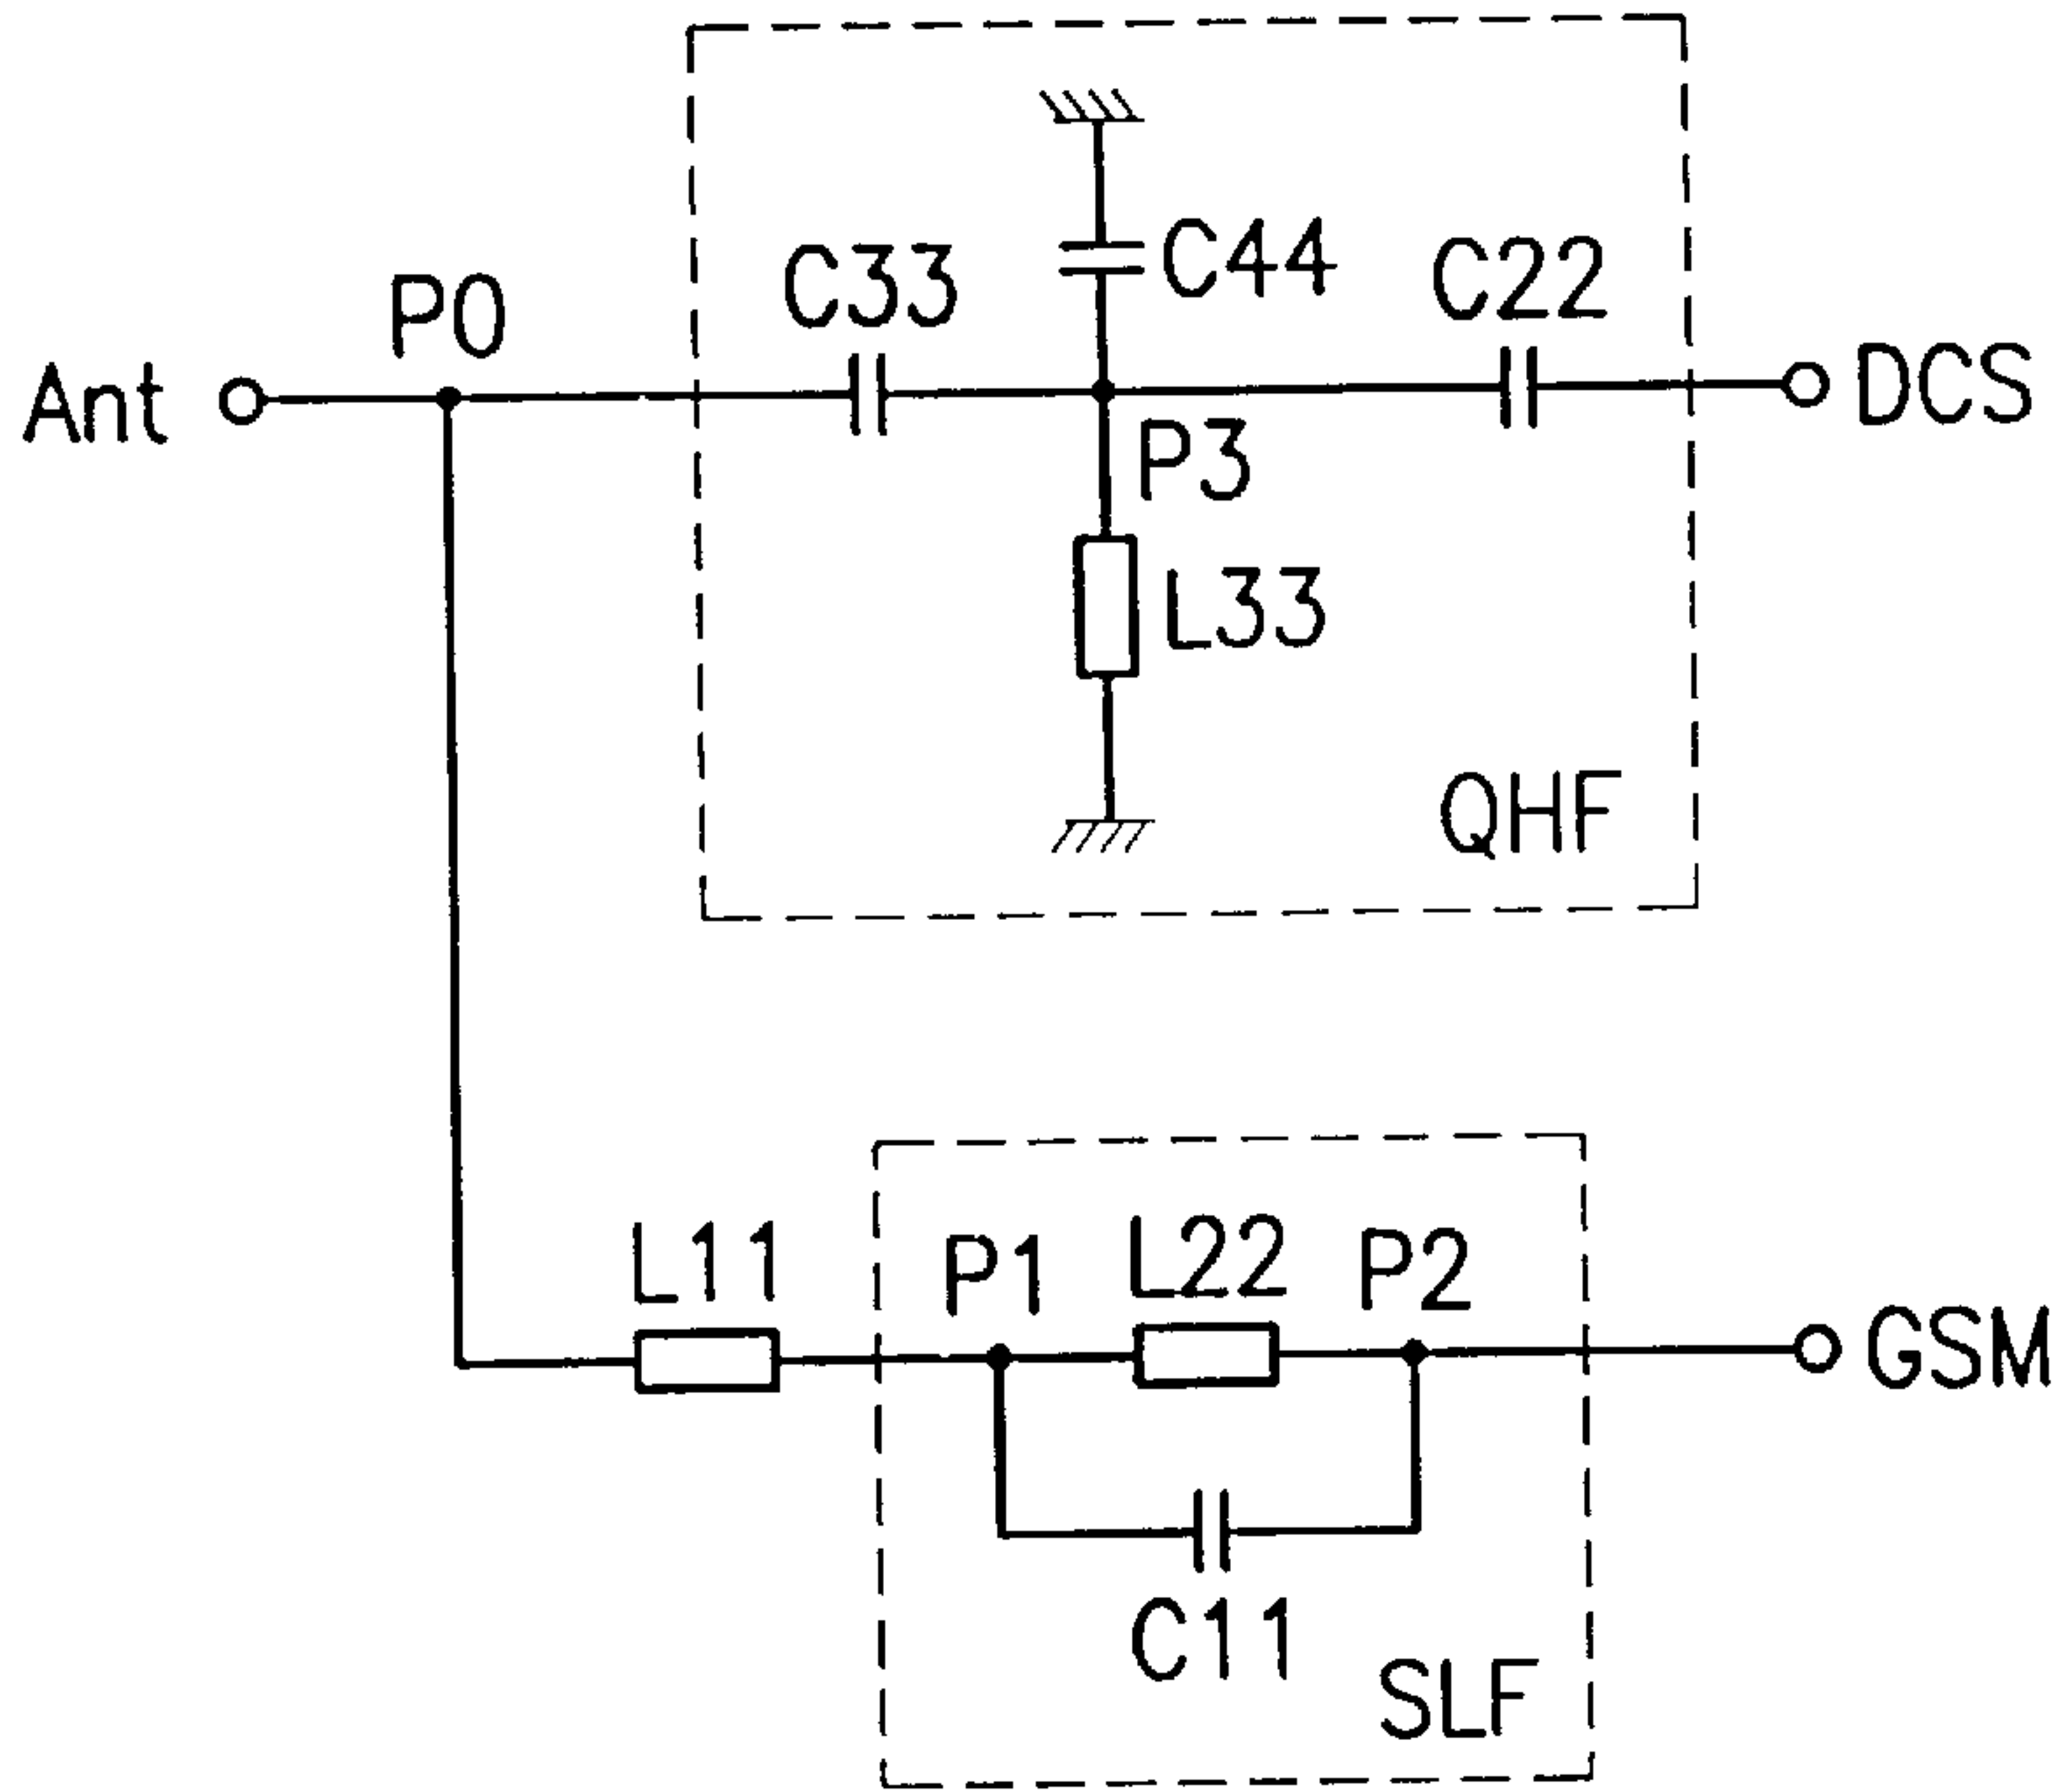 C44
C33
C22
P0
Ant
DCS
P3
L33
QHF
L11
P1
L22
P2
GSM
C11
SLF